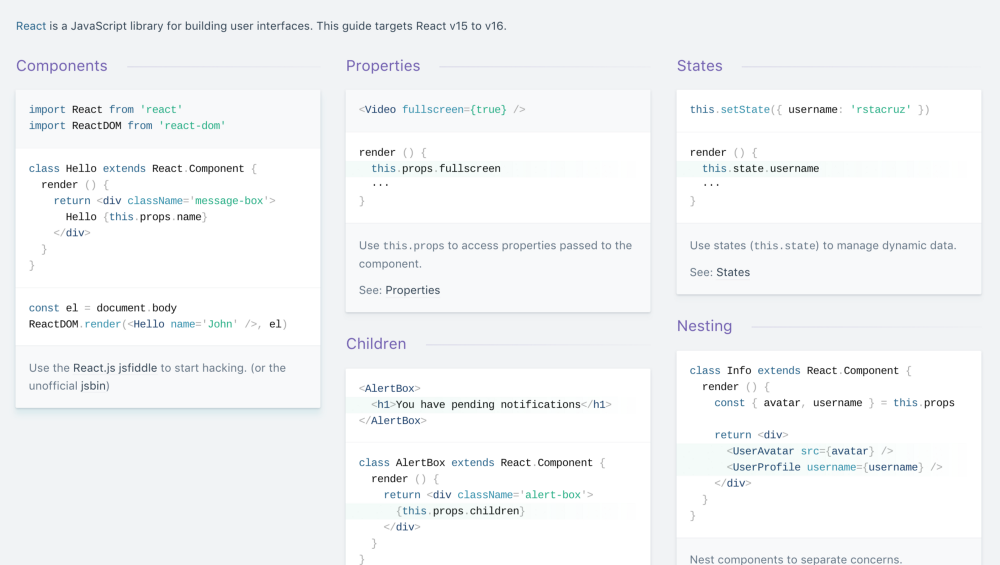 React is a JavaScript library for building user interfaces. This guide targets React v15 to v16.
Components
import React from 'react'
import ReactDOM from 'react-dom'
class Hello extends React.Component {
render () {
return <div className='message-box'>
Hello {this.props.name}
</div>
}
}
const el = document.body
ReactDOM.render(<Hello name='John' />, el)
Use the React.js jsfiddle to start hacking. (or the
unofficial jsbin)
Properties
<Video fullscreen={true} />
render () {
this.props.fullscreen
...
}
Use this.props to access properties passed to the
component.
See: Properties
Children
<AlertBox>
<h1>You have pending notifications</h1>
</AlertBox>
class AlertBox extends React.Component {
render () {
return <div className='alert-box'>
{this.props.children}
</div>
}
}
States
this.setState({ username: 'rstacruz' })
render () {
this.state.username
...
}
Use states (this.state) to manage dynamic data.
See: States
Nesting
class Info extends React.Component {
render () {
const { avatar, username } = this.props
return <div>
<UserAvatar src={avatar} />
<UserProfile username={username} />
</div>
}
}
Nest components to separate concerns.